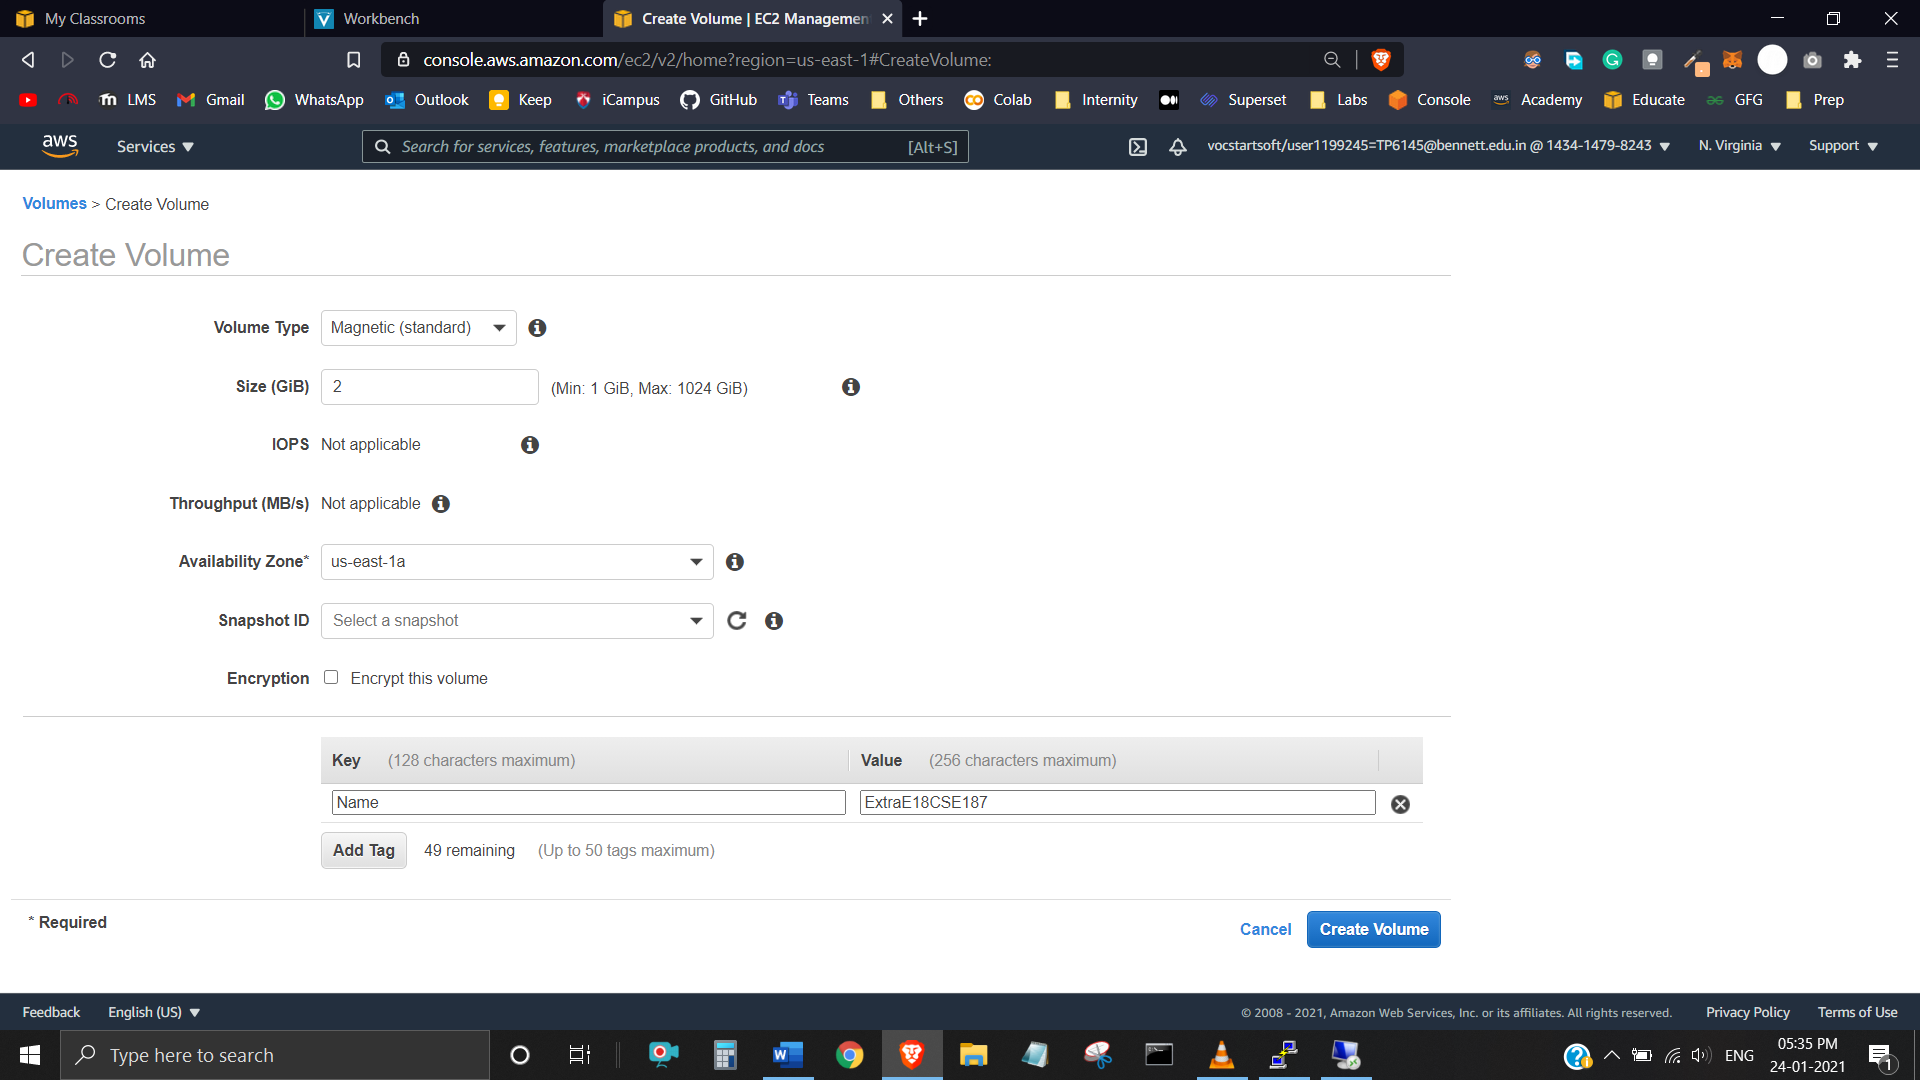 My Classrooms
Workbench
Create Volume | EC2 Managemen
console.aws.amazon.com/ec2/v2/home?region=us-east-1#CreateVolume:
LMS
Gmail
WhatsApp
Outlook
Keep
iCampus
GitHub
Teams
Others
Colab
Internity
Superset
Labs
Console
Academy
Educate
GFG
Prep
aws
Services
Search for services, features, marketplace products, and docs
[Alt+S]
vocstartsoft/user1199245=TP6145@bennett.edu.in @ 1434-1479-8243
N. Virginia
Support
Volumes > Create Volume
Create Volume
Volume Type
Magnetic (standard)
Size (GiB)
2
(Min: 1 GiB, Max: 1024 GiB)
IOPS
Not applicable
Throughput (MB/s)
Not applicable
Availability Zone*
us-east-1a
Snapshot ID
Select a snapshot
Encryption
Encrypt this volume
Key (128 characters maximum)
Value (256 characters maximum)
Name
ExtraE18CSE187
Add Tag
49 remaining
(Up to 50 tags maximum)
* Required
Cancel
Create Volume
Feedback
English (US)
© 2008 - 2021, Amazon Web Services, Inc. or its affiliates. All rights reserved.
Privacy Policy
Terms of Use
Type here to search
ENG
05:35 PM
24-01-2021
1